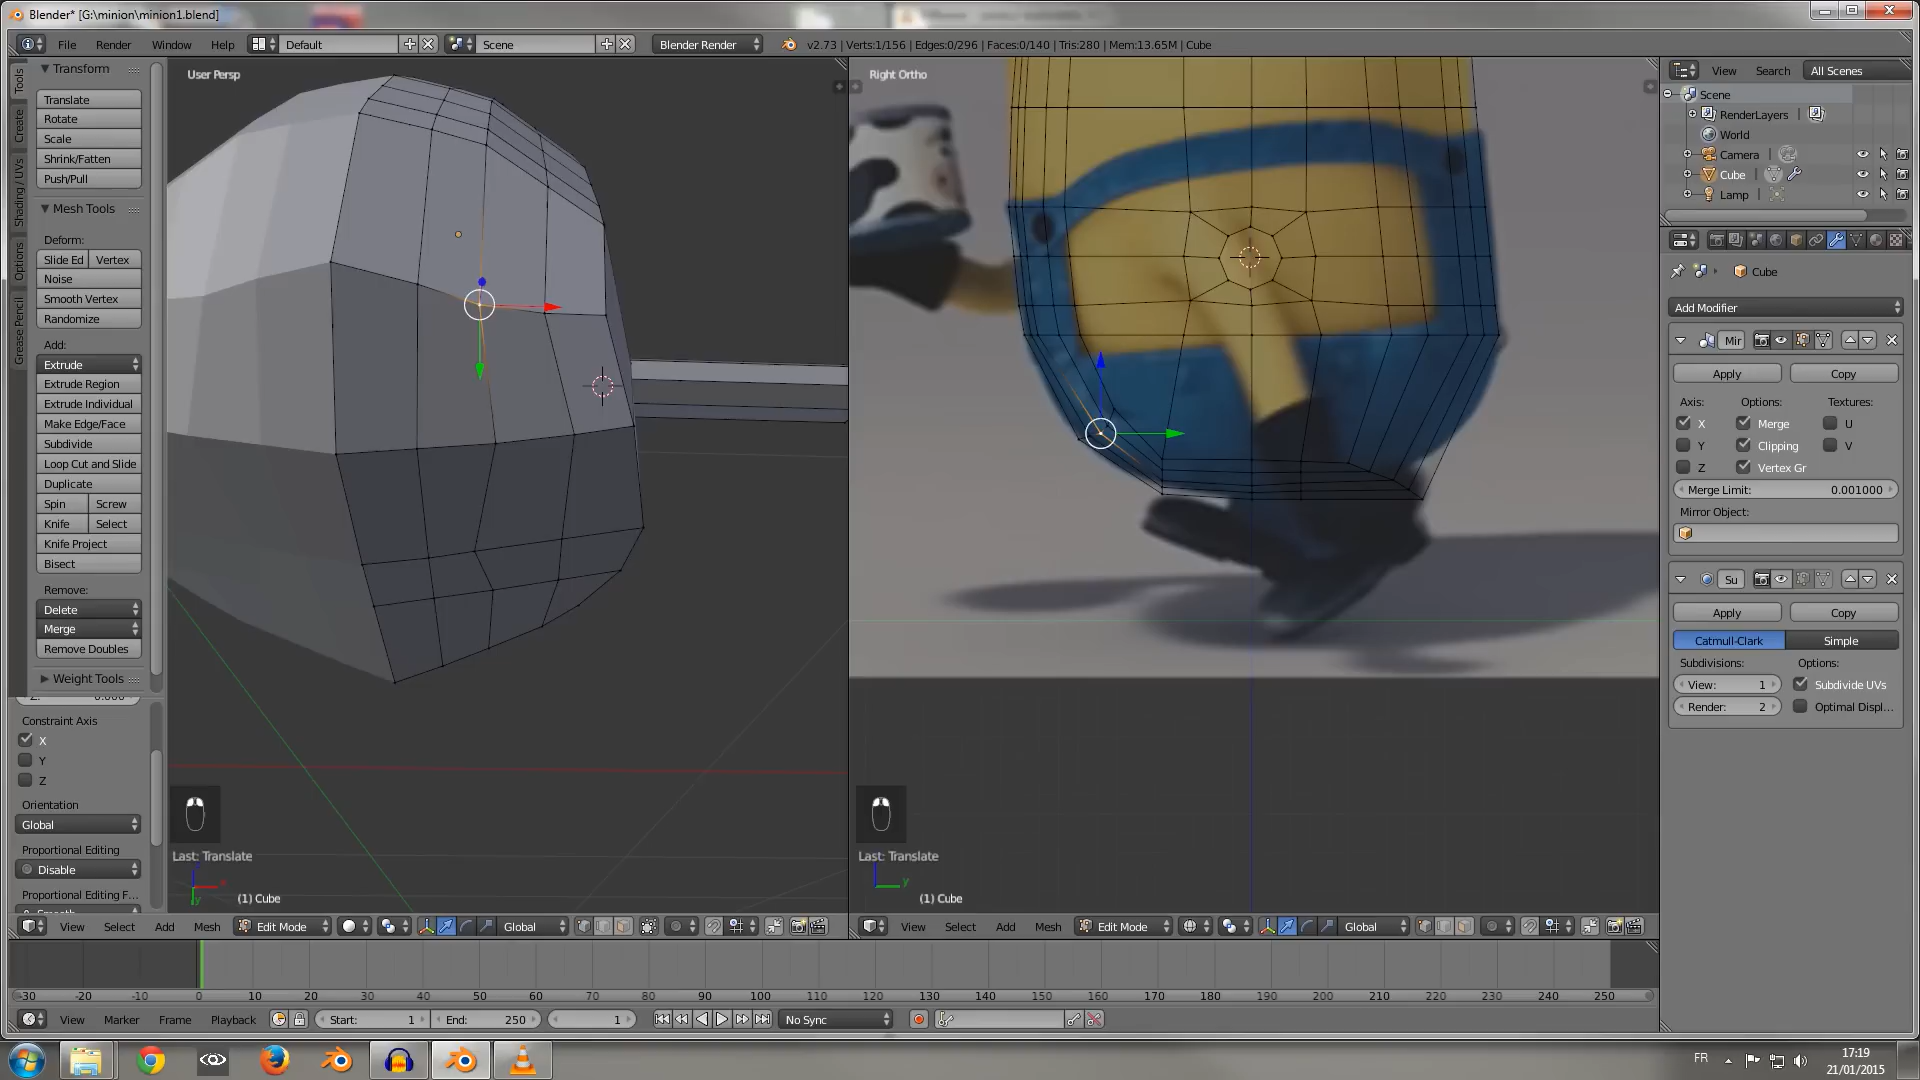 Blender* [G:\minion\minion1.blend]
File Render Window Help Default Scene Blender Render v2.73 | Verts:1/156 | Edges:0/296 | Faces:0/140 | Tris:280 | Mem:13.65M | Cube
Tools
Create
Shading / UVs
Options
Grease Pencil
Transform
Translate
Rotate
Scale
Shrink/Fatten
Push/Pull
Mesh Tools
Deform:
Slide Ed Vertex
Noise
Smooth Vertex
Randomize
Add:
Extrude
Extrude Region
Extrude Individual
Make Edge/Face
Subdivide
Loop Cut and Slide
Duplicate
Spin Screw
Knife Select
Knife Project
Bisect
Remove:
Delete
Merge
Remove Doubles
Weight Tools
Z: 0.000
Constraint Axis
X
Y
Z
Orientation
Global
Proportional Editing
Disable
Proportional Editing F...
User Persp
Last: Translate
(1) Cube
View Select Add Mesh Edit Mode Global
Right Ortho
Last: Translate
(1) Cube
View Select Add Mesh Edit Mode Global
View Search All Scenes
Scene
RenderLayers
World
Camera
Cube
Lamp
Cube
Add Modifier
Mir
Apply Copy
Axis: Options: Textures:
X Merge U
Y Clipping V
Z Vertex Gr
Merge Limit: 0.001000
Mirror Object:
Su
Apply Copy
Catmull-Clark Simple
Subdivisions: Options:
View: 1 Subdivide UVs
Render: 2 Optimal Displ...
-30 -20 -10 0 10 20 30 40 50 60 70 80 90 100 110 120 130 140 150 160 170 180 190 200 210 220 230 240 250
View Marker Frame Playback Start: 1 End: 250 1 No Sync
FR 17:19
21/01/2015